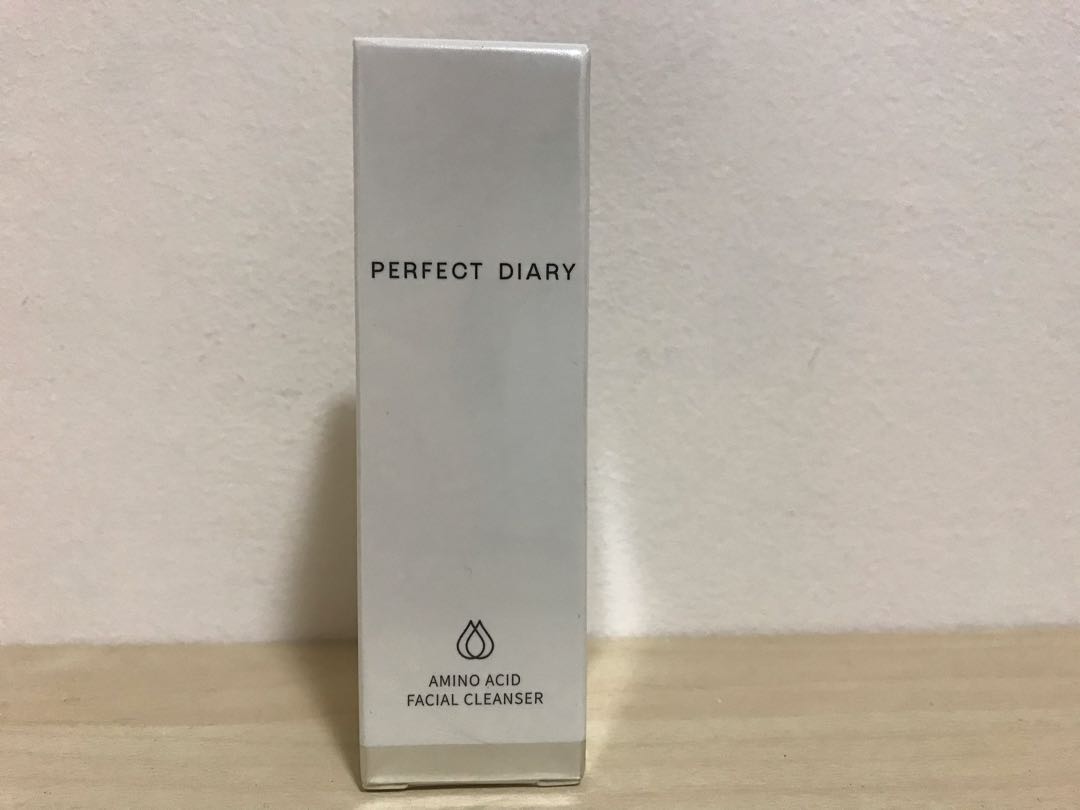 PERFECT DIARY
AMINO ACID
FACIAL CLEANSER